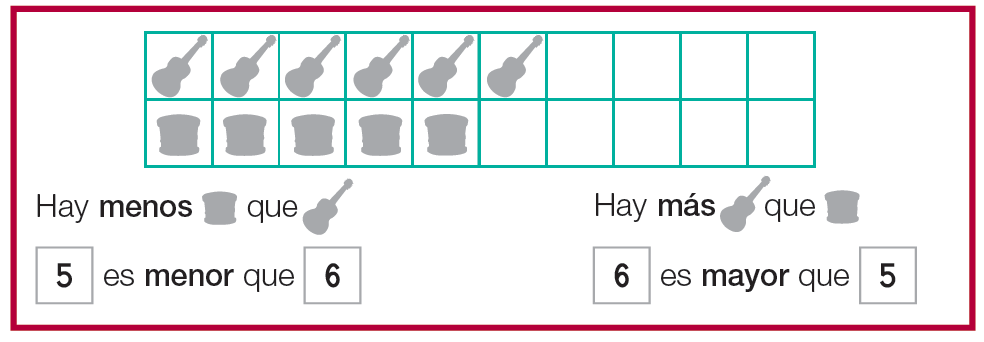 Hay menos que
5 es menor que 6
Hay más que
6 es mayor que 5